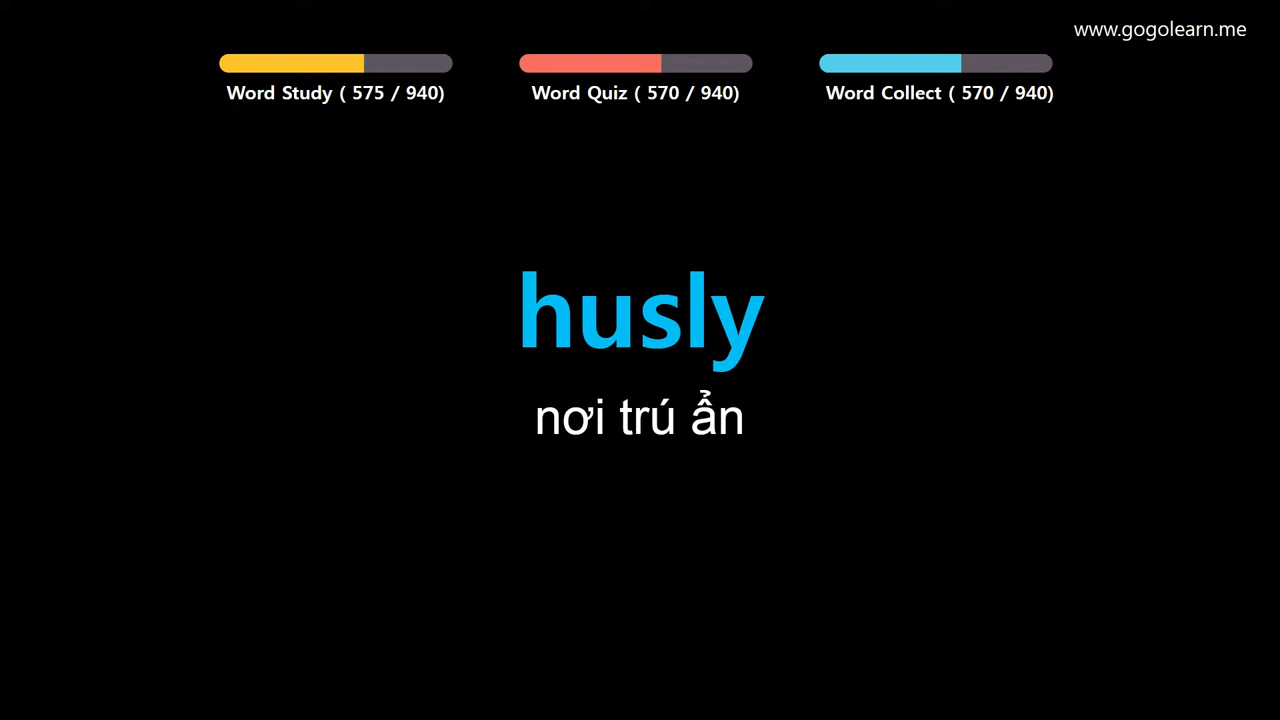 www.gogolearn.me
Word Study ( 575 / 940)
Word Quiz ( 570 / 940)
Word Collect ( 570 / 940)
husly
nơi trú ẩn